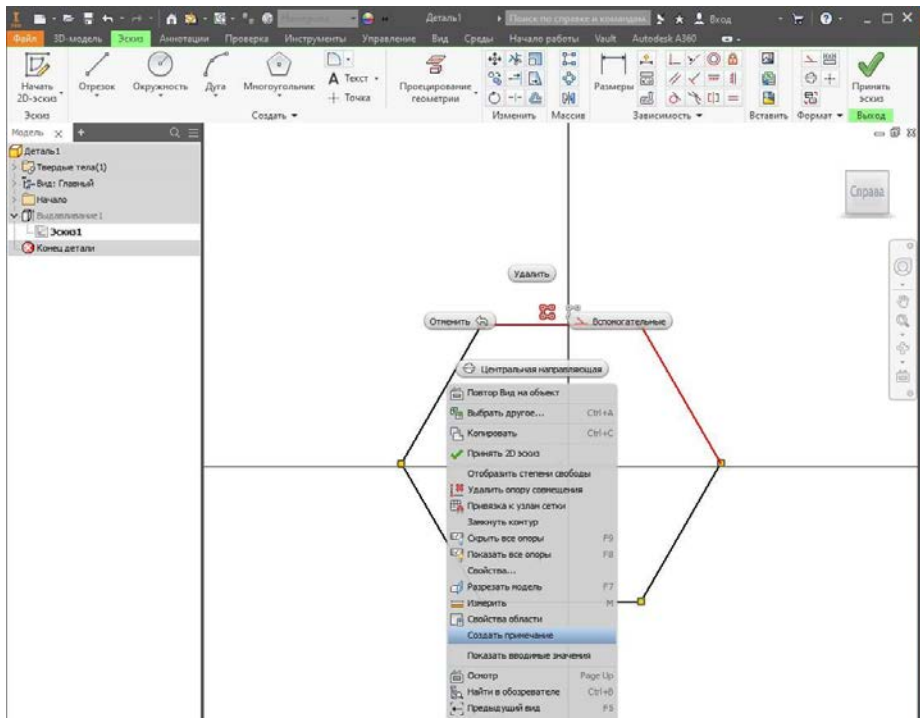 Деталь1
Поиск по справке и командам.
Вход
Файл 3D-модель Эскиз Аннотации Проверка Инструменты Управление Вид Среды Начало работы Vault Autodesk A360
Начать 2D-эскиз
Отрезок
Окружность
Дуга
Многоугольник
A Текст
Точка
Проецирование геометрии
Размеры
Принять эскиз
Эскиз Создать Изменить Массив Зависимость Вставить Формат Выход
Модель
Деталь1
Твердые тела(1)
Вид: Главный
Начало
Выдавливание1
Эскиз1
Конец детали
Справа
Удалить
Отменить
Вспомогательные
Центральная направляющая
Повтор Вид на объект
Выбрать другое... Ctrl+A
Копировать Ctrl+C
Принять 2D эскиз
Отобразить степени свободы
Удалить опору совмещения
Привязка к узлам сетки
Замкнуть контур
Скрыть все опоры F9
Показать все опоры F8
Свойства...
Разрезать модель F7
Измерить M
Свойства области
Создать примечание
Показать вводимые значения
Осмотр Page Up
Найти в обозревателе Ctrl+B
Предыдущий вид F5